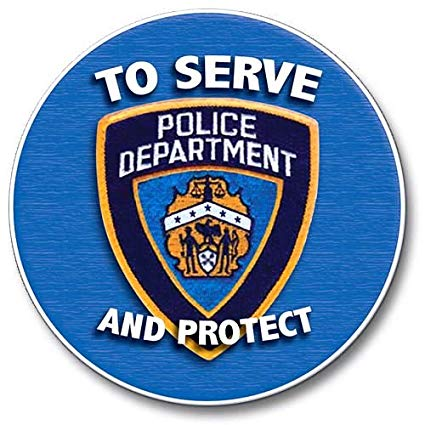 TO SERVE
POLICE
DEPARTMENT
AND PROTECT